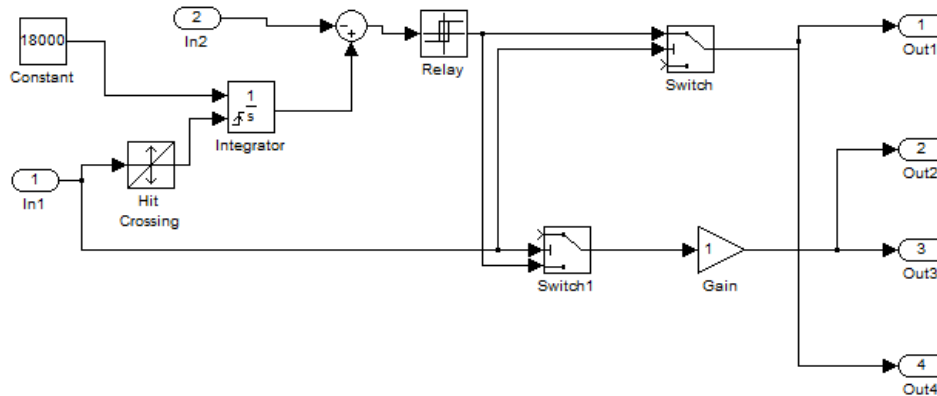 2
In2
18000
Constant
−
+
Relay
1
s
Integrator
1
In1
Hit
Crossing
Switch
1
Out1
2
Out2
Switch1
1
Gain
3
Out3
4
Out4